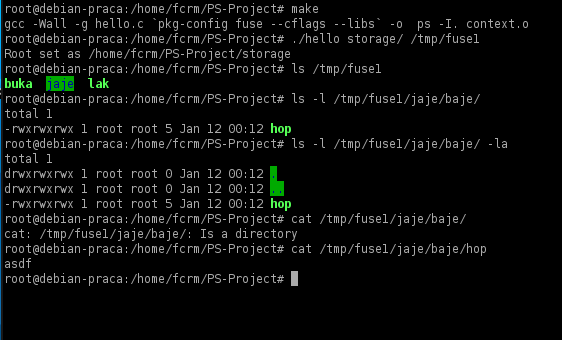 root@debian-praca:/home/fcrm/PS-Project# make
gcc -Wall -g hello.c `pkg-config fuse --cflags --libs` -o  ps -I. context.o
root@debian-praca:/home/fcrm/PS-Project# ./hello storage/ /tmp/fuse1
Root set as /home/fcrm/PS-Project/storage
root@debian-praca:/home/fcrm/PS-Project# ls /tmp/fuse1
buka  jaje  lak
root@debian-praca:/home/fcrm/PS-Project# ls -l /tmp/fuse1/jaje/baje/
total 1
-rwxrwxrwx 1 root root 5 Jan 12 00:12 hop
root@debian-praca:/home/fcrm/PS-Project# ls -l /tmp/fuse1/jaje/baje/ -la
total 1
drwxrwxrwx 1 root root 0 Jan 12 00:12 .
drwxrwxrwx 1 root root 0 Jan 12 00:12 ..
-rwxrwxrwx 1 root root 5 Jan 12 00:12 hop
root@debian-praca:/home/fcrm/PS-Project# cat /tmp/fuse1/jaje/baje/
cat: /tmp/fuse1/jaje/baje/: Is a directory
root@debian-praca:/home/fcrm/PS-Project# cat /tmp/fuse1/jaje/baje/hop
asdf
root@debian-praca:/home/fcrm/PS-Project#